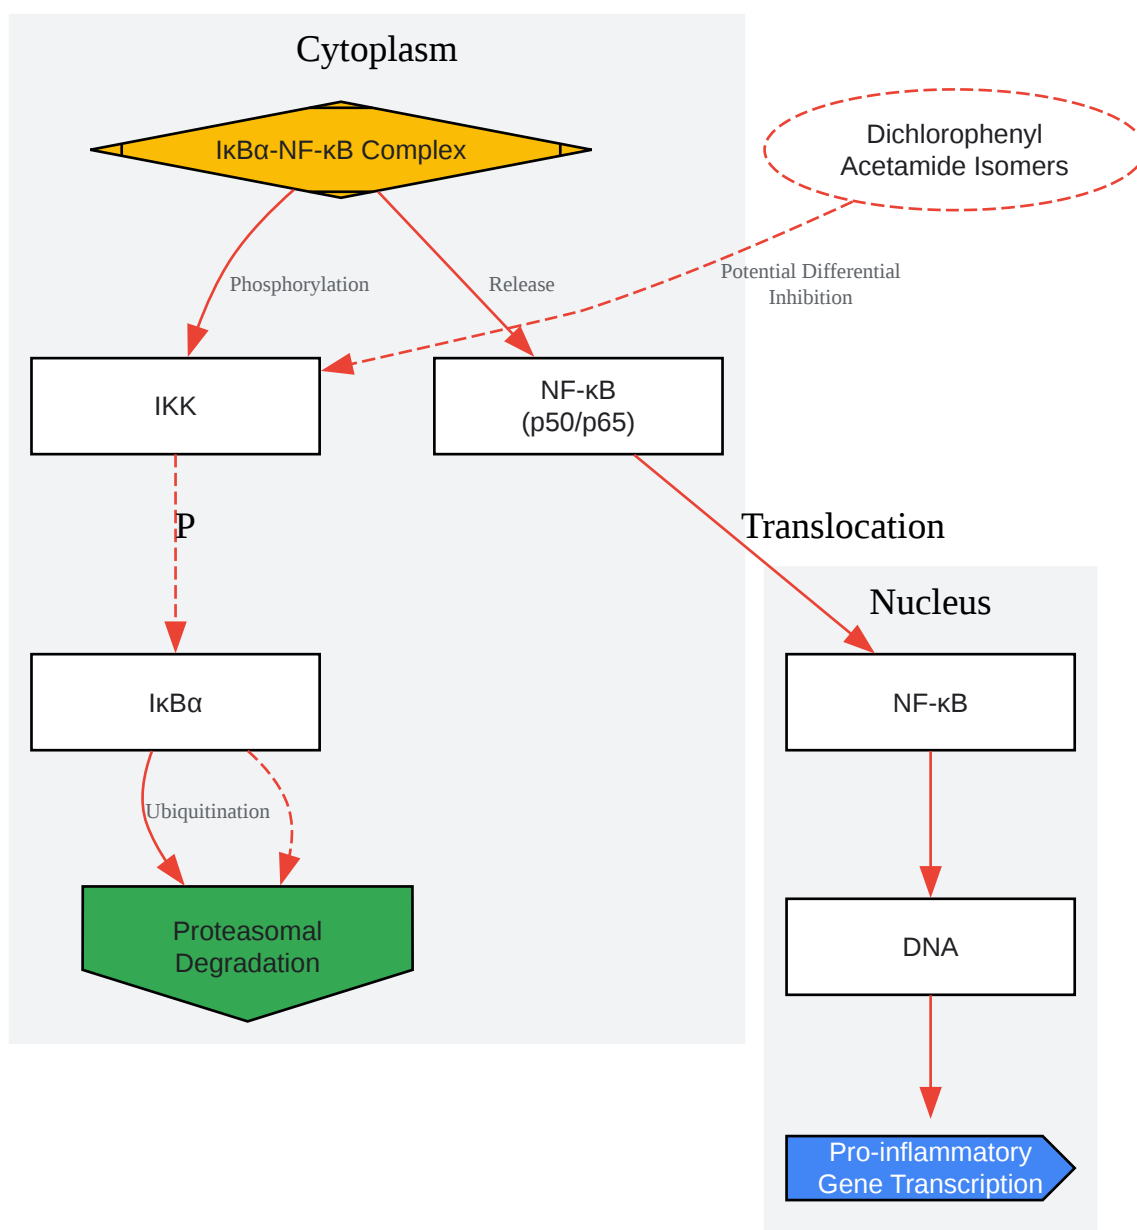 Cytoplasm
IκBα-NF-κB Complex
Dichlorophenyl
Acetamide Isomers
Phosphorylation
Release
Potential Differential
Inhibition
IKK
NF-κB
(p50/p65)
P
Translocation
Nucleus
IκBα
NF-κB
Ubiquitination
Proteasomal
Degradation
DNA
Pro-inflammatory
Gene Transcription